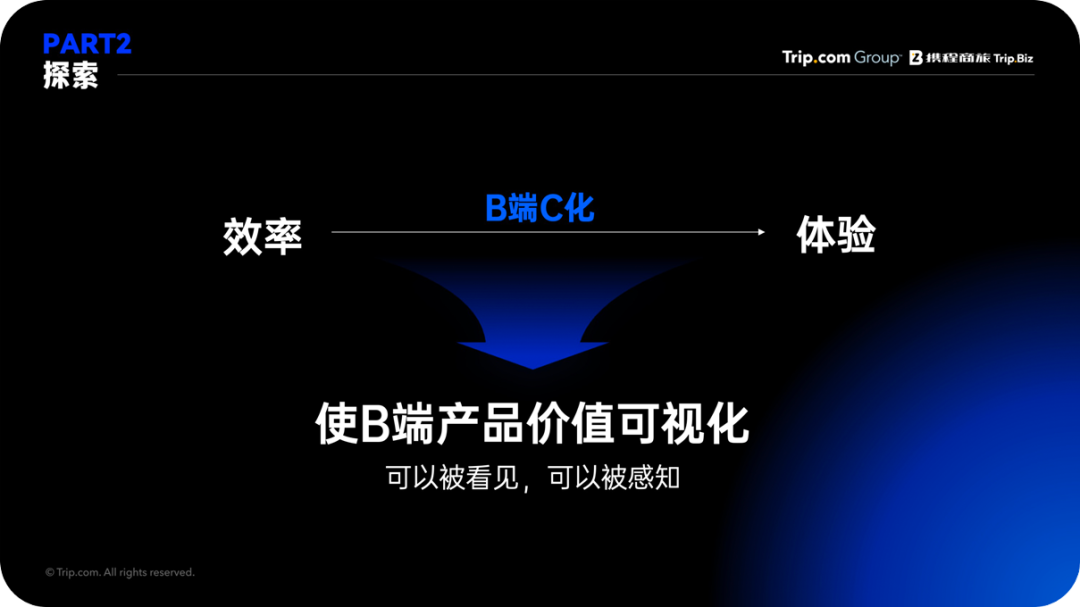 PART2
探索
Trip.com Group™ 携程商旅 Trip.Biz
B端C化
效率 体验
使B端产品价值可视化
可以被看见，可以被感知
© Trip.com. All rights reserved.